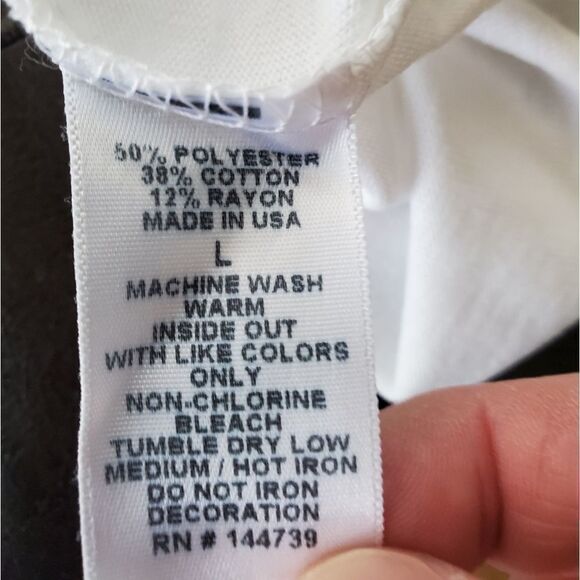 50% POLYESTER
38% COTTON
12% RAYON
MADE IN USA
L
MACHINE WASH
WARM
INSIDE OUT
WITH LIKE COLORS
ONLY
NON-CHLORINE
BLEACH
TUMBLE DRY LOW
MEDIUM / HOT IRON
DO NOT IRON
DECORATION
RN # 144739